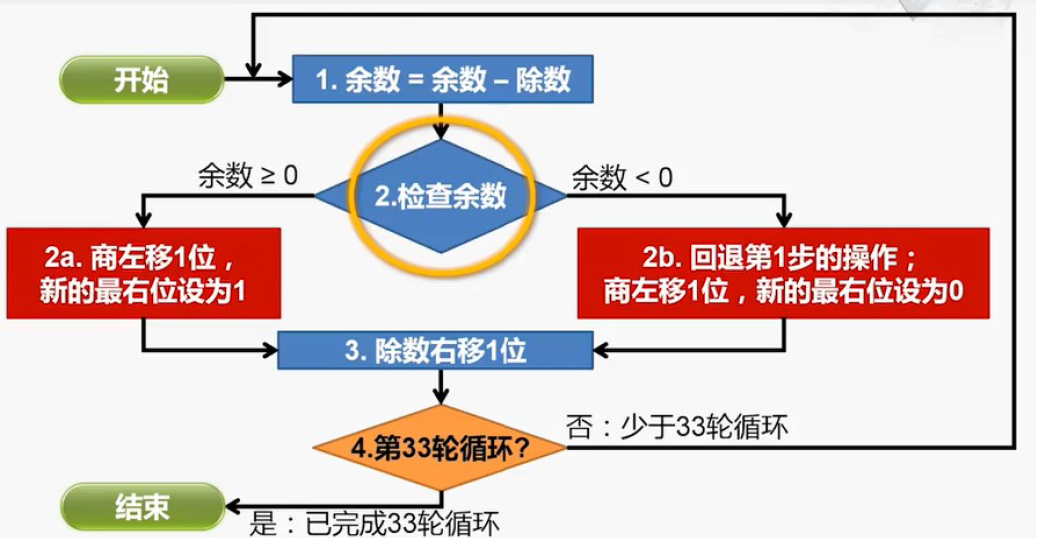 开始
1. 余数 = 余数 – 除数
余数 ≥ 0
2.检查余数
余数 < 0
2a. 商左移1位，
新的最右位设为1
2b. 回退第1步的操作；
商左移1位，新的最右位设为0
3. 除数右移1位
4.第33轮循环?
否：少于33轮循环
结束
是：已完成33轮循环